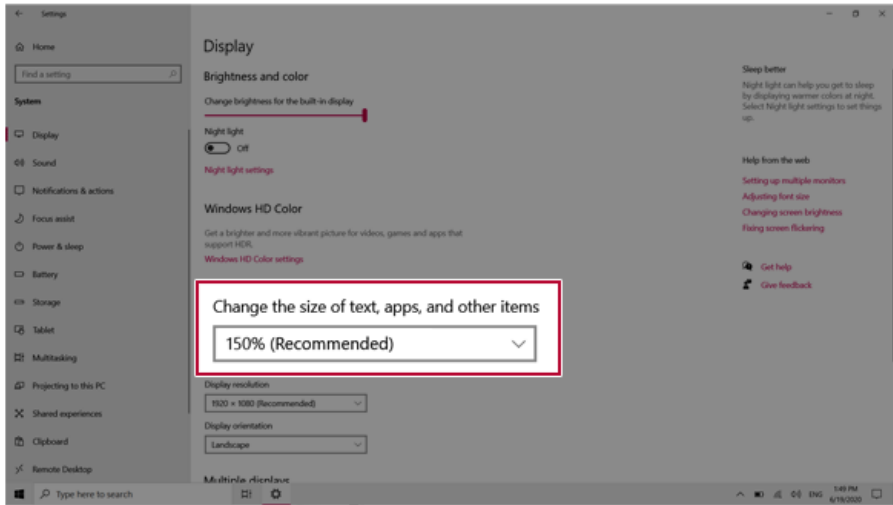 Settings
Home
Find a setting
System
Display
Sound
Notifications & actions
Focus assist
Power & sleep
Battery
Storage
Tablet
Multitasking
Projecting to this PC
Shared experiences
Clipboard
Remote Desktop
Display
Brightness and color
Change brightness for the built-in display
Night light
Off
Night light settings
Windows HD Color
Get a brighter and more vibrant picture for videos, games and apps that
support HDR.
Windows HD Color settings
Change the size of text, apps, and other items
150% (Recommended)
Display resolution
1920 × 1080 (Recommended)
Display orientation
Landscape
Multiple displays
Sleep better
Night light can help you get to sleep
by displaying warmer colors at night.
Select Night light settings to set things
up.
Help from the web
Setting up multiple monitors
Adjusting font size
Changing screen brightness
Fixing screen flickering
Get help
Give feedback
Type here to search
ENG
1:49 PM
6/19/2020